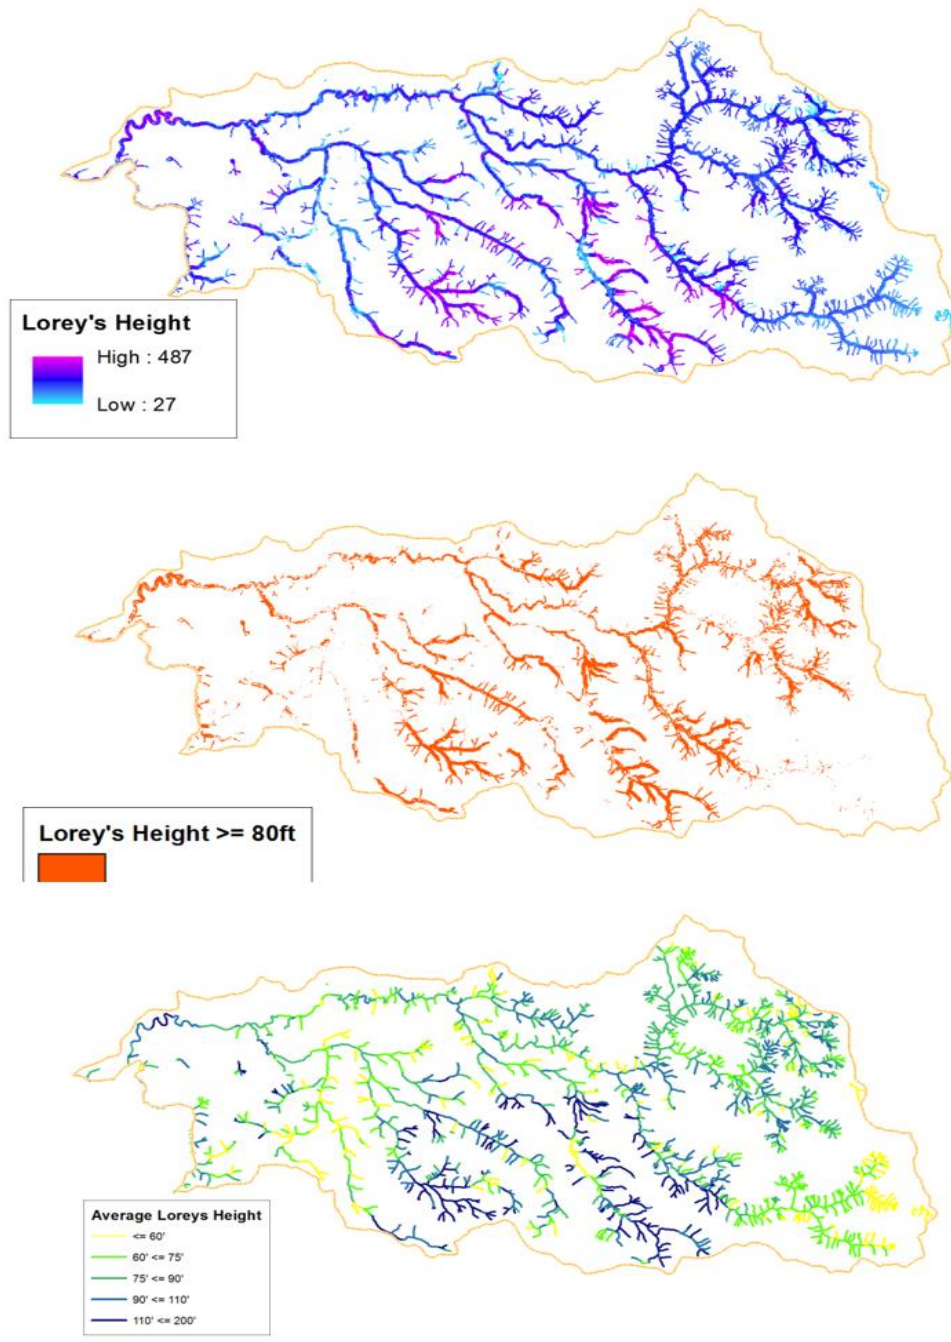 Lorey's Height
High : 487
Low : 27
Lorey's Height >= 80ft
Average Loreys Height
<= 60'
60' <= 75'
75' <= 90'
90' <= 110'
110' <= 200'